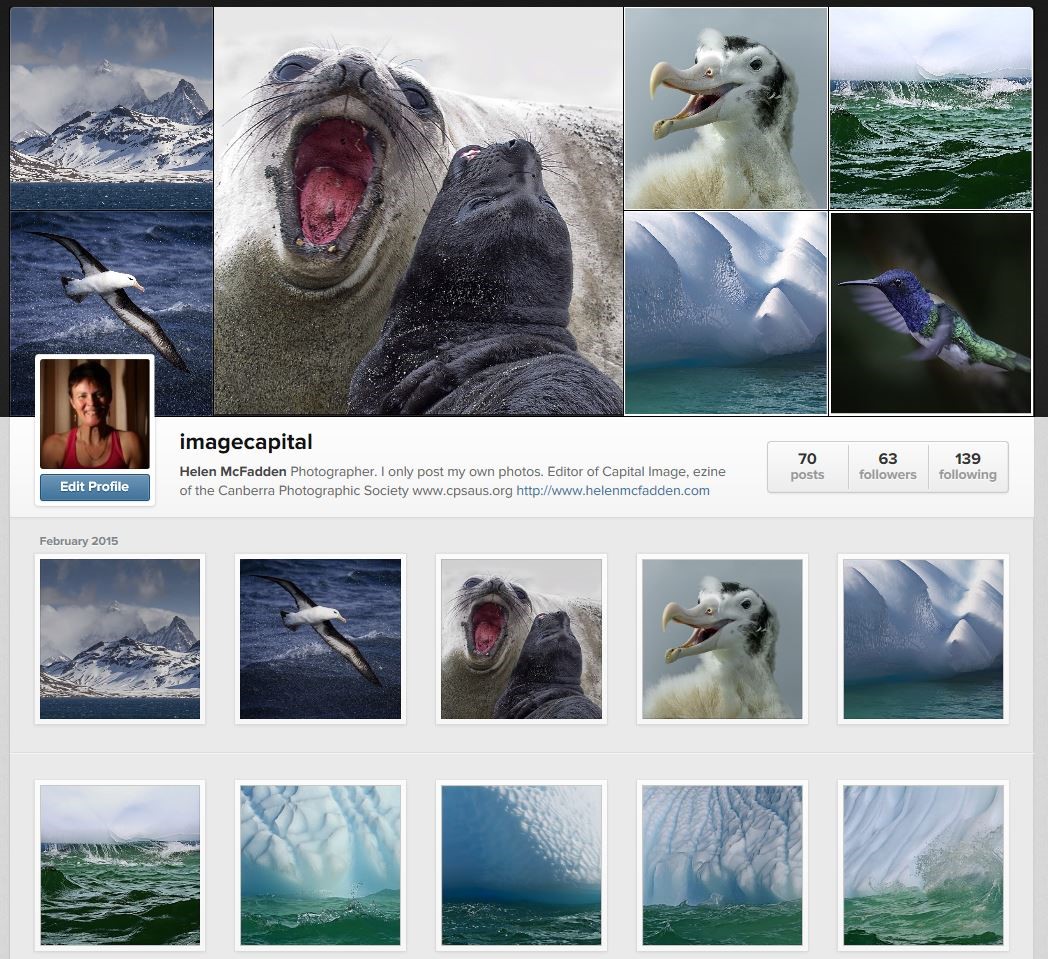 imagecapital
Helen McFadden Photographer. I only post my own photos. Editor of Capital Image, ezine
of the Canberra Photographic Society www.cpsaus.org http://www.helenmcfadden.com
70
posts
63
followers
139
following
Edit Profile
February 2015